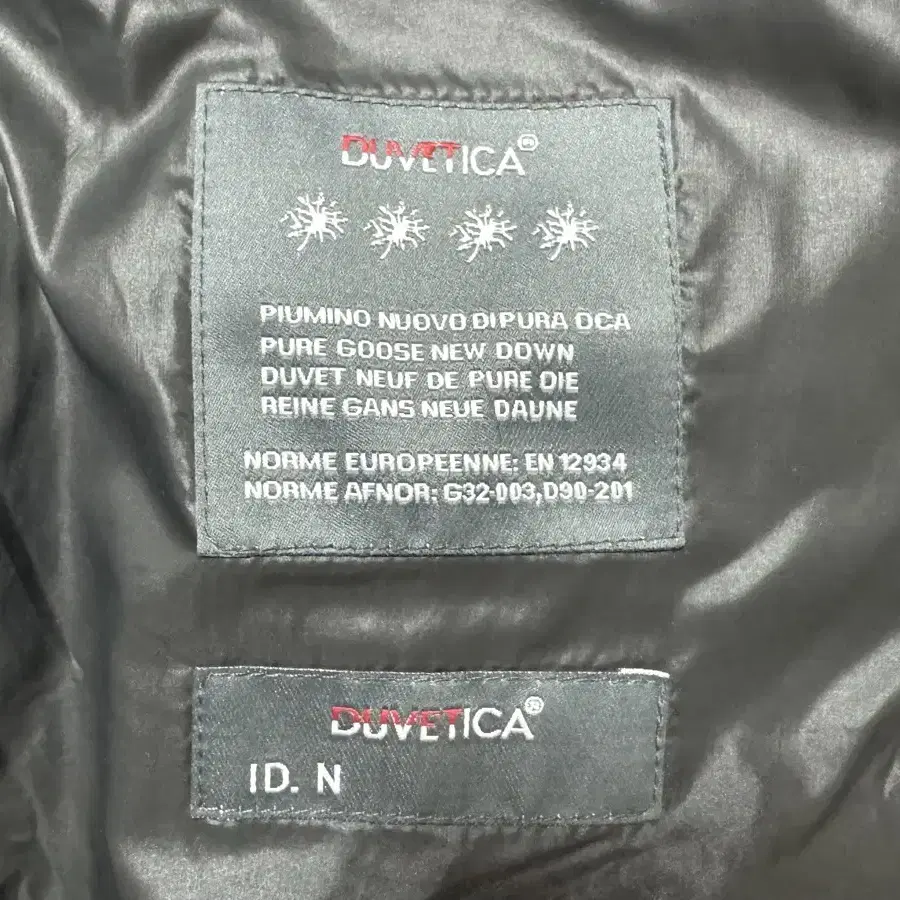 DUVETICA®
PIUMINO NUOVO DI PURA OCA
PURE GOOSE NEW DOWN
DUVET NEUF DE PURE OIE
REINE GANS NEUE DAUNE
NORME EUROPEENNE: EN 12934
NORME AFNOR: G32-003,D90-201
DUVETICA®
ID. N